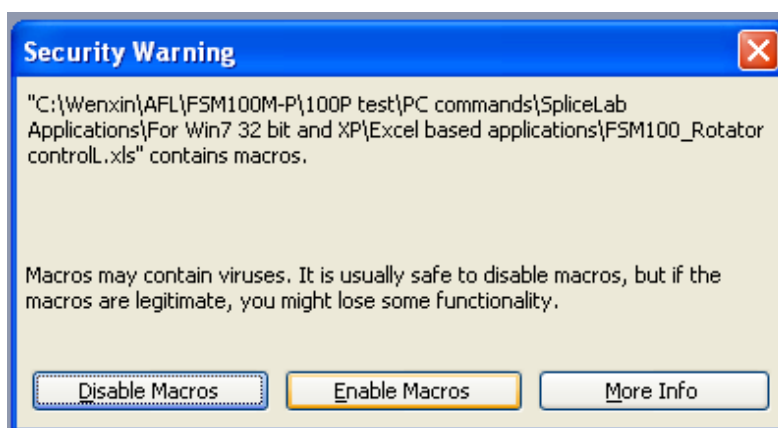 Security Warning
"C:\Wenxin\AFL\FSM100M-P\100P test\PC commands\SpliceLab
Applications\For Win7 32 bit and XP\Excel based applications\FSM100_Rotator
controlL.xls" contains macros.
Macros may contain viruses. It is usually safe to disable macros, but if the
macros are legitimate, you might lose some functionality.
Disable Macros
Enable Macros
More Info